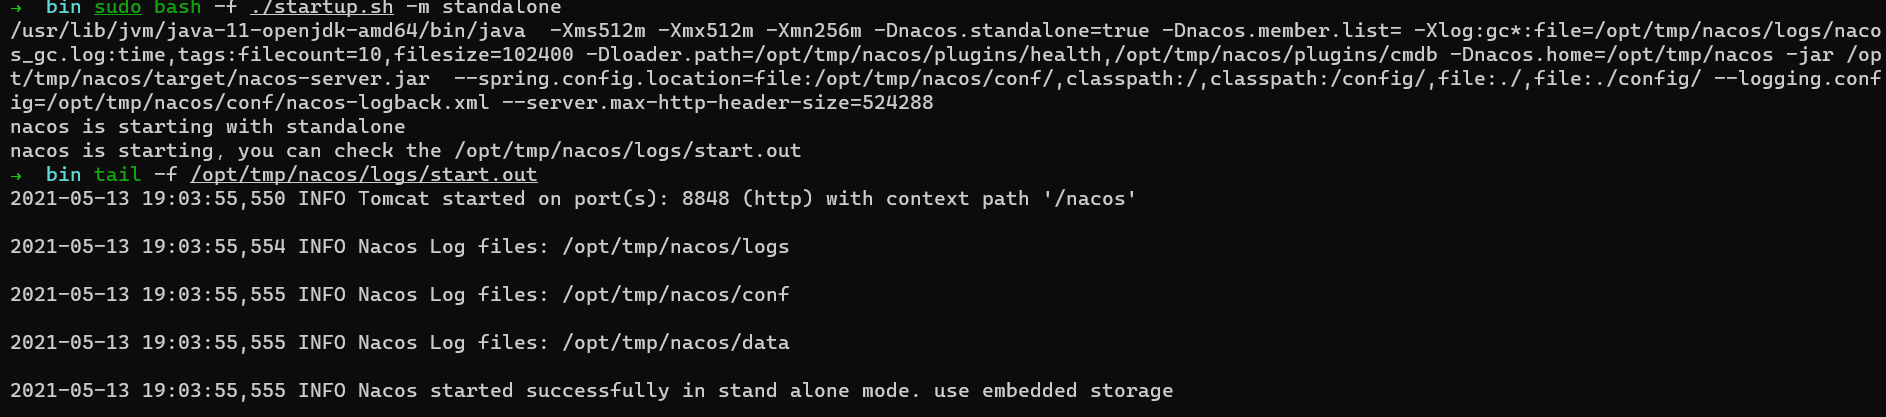 →  bin sudo bash -f ./startup.sh -m standalone
/usr/lib/jvm/java-11-openjdk-amd64/bin/java  -Xms512m -Xmx512m -Xmn256m -Dnacos.standalone=true -Dnacos.member.list= -Xlog:gc*:file=/opt/tmp/nacos/logs/naco
s_gc.log:time,tags:filecount=10,filesize=102400 -Dloader.path=/opt/tmp/nacos/plugins/health,/opt/tmp/nacos/plugins/cmdb -Dnacos.home=/opt/tmp/nacos -jar /op
t/tmp/nacos/target/nacos-server.jar  --spring.config.location=file:/opt/tmp/nacos/conf/,classpath:/,classpath:/config/,file:./,file:./config/ --logging.conf
ig=/opt/tmp/nacos/conf/nacos-logback.xml --server.max-http-header-size=524288
nacos is starting with standalone
nacos is starting, you can check the /opt/tmp/nacos/logs/start.out
→  bin tail -f /opt/tmp/nacos/logs/start.out
2021-05-13 19:03:55,550 INFO Tomcat started on port(s): 8848 (http) with context path '/nacos'
2021-05-13 19:03:55,554 INFO Nacos Log files: /opt/tmp/nacos/logs
2021-05-13 19:03:55,555 INFO Nacos Log files: /opt/tmp/nacos/conf
2021-05-13 19:03:55,555 INFO Nacos Log files: /opt/tmp/nacos/data
2021-05-13 19:03:55,555 INFO Nacos started successfully in stand alone mode. use embedded storage